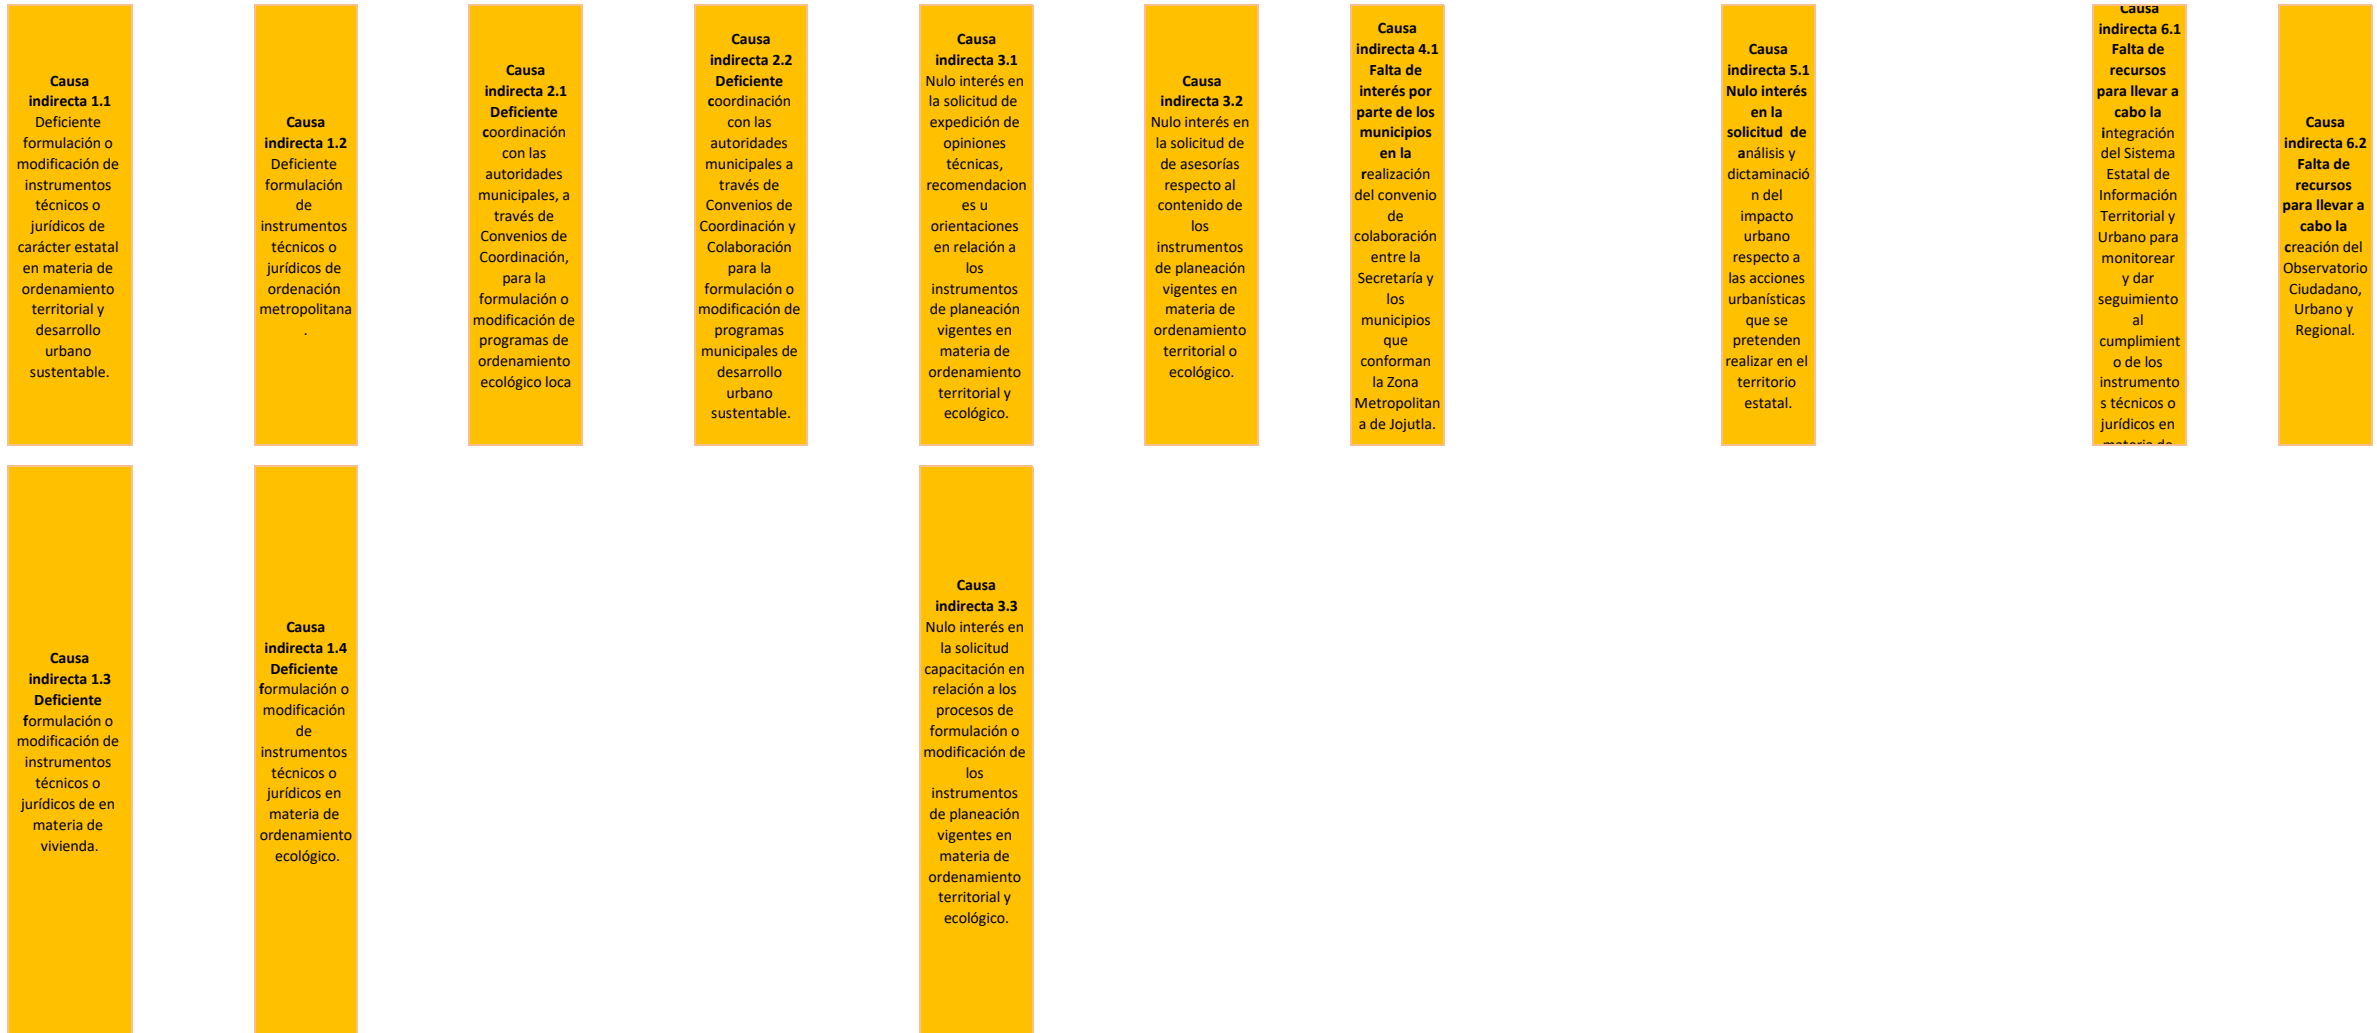 Causa
indirecta 1.1
Deficiente
formulación o
modificación de
instrumentos
técnicos o
jurídicos de
carácter estatal
en materia de
ordenamiento
territorial y
desarrollo
urbano
sustentable.
Causa
indirecta 1.2
Deficiente
formulación
de
instrumentos
técnicos o
jurídicos de
ordenación
metropolitana
.
Causa
indirecta 2.1
Deficiente
coordinación
con las
autoridades
municipales, a
través de
Convenios de
Coordinación,
para la
formulación o
modificación de
programas de
ordenamiento
ecológico loca
Causa
indirecta 2.2
Deficiente
coordinación
con las
autoridades
municipales a
través de
Convenios de
Coordinación y
Colaboración
para la
formulación o
modificación de
programas
municipales de
desarrollo
urbano
sustentable.
Causa
indirecta 3.1
Nulo interés en
la solicitud de
expedición de
opiniones
técnicas,
recomendacion
es u
orientaciones
en relación a
los
instrumentos
de planeación
vigentes en
materia de
ordenamiento
territorial y
ecológico.
Causa
indirecta 3.2
Nulo interés en
la solicitud de
de asesorías
respecto al
contenido de
los
instrumentos
de planeación
vigentes en
materia de
ordenamiento
territorial o
ecológico.
Causa
indirecta 4.1
Falta de
interés por
parte de los
municipios
en la
realización
del convenio
de
colaboración
entre la
Secretaría y
los
municipios
que
conforman
la Zona
Metropolitan
a de Jojutla.
Causa
indirecta 5.1
Nulo interés
en la
solicitud de
análisis y
dictaminació
n del
impacto
urbano
respecto a
las acciones
urbanísticas
que se
pretenden
realizar en el
territorio
estatal.
Causa
indirecta 6.1
Falta de
recursos
para llevar a
cabo la
integración
del Sistema
Estatal de
Información
Territorial y
Urbano para
monitorear
y dar
seguimiento
al
cumplimient
o de los
instrumento
s técnicos o
jurídicos en
materia de
Causa
indirecta 6.2
Falta de
recursos
para llevar a
cabo la
creación del
Observatorio
Ciudadano,
Urbano y
Regional.
Causa
indirecta 1.3
Deficiente
formulación o
modificación de
instrumentos
técnicos o
jurídicos de en
materia de
vivienda.
Causa
indirecta 1.4
Deficiente
formulación o
modificación
de
instrumentos
técnicos o
jurídicos en
materia de
ordenamiento
ecológico.
Causa
indirecta 3.3
Nulo interés en
la solicitud
capacitación en
relación a los
procesos de
formulación o
modificación de
los
instrumentos
de planeación
vigentes en
materia de
ordenamiento
territorial y
ecológico.